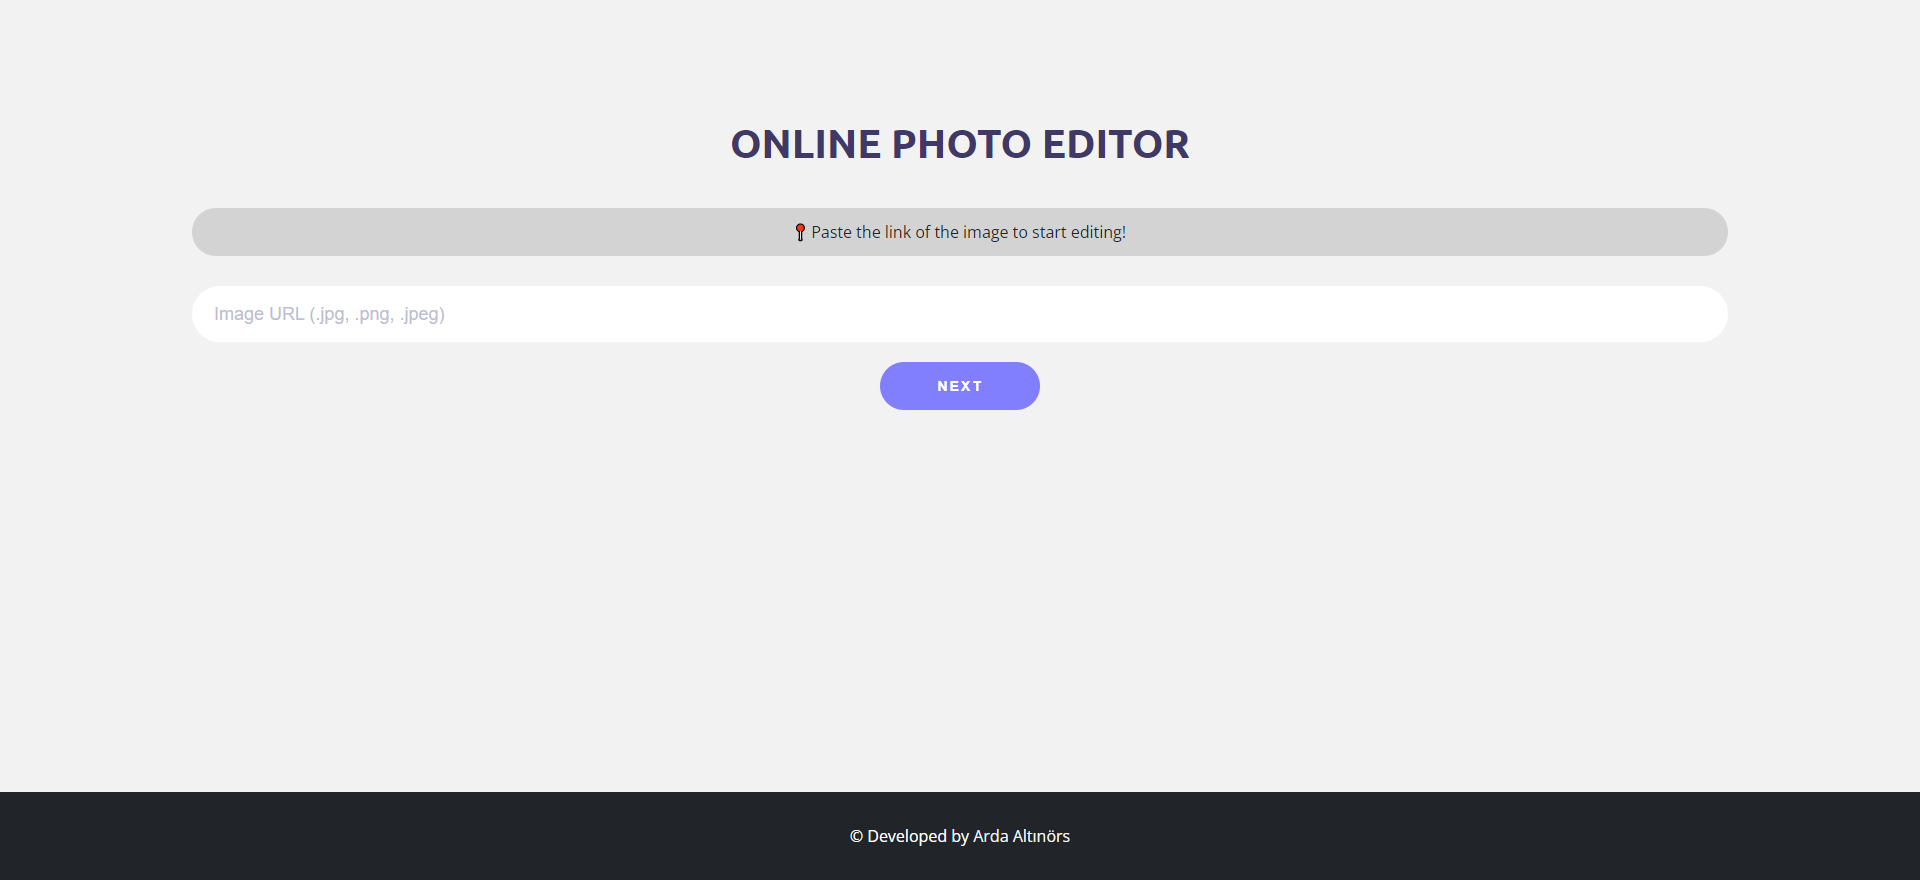 ONLINE PHOTO EDITOR
📍 Paste the link of the image to start editing!
Image URL (.jpg, .png, .jpeg)
NEXT
© Developed by Arda Altınörs